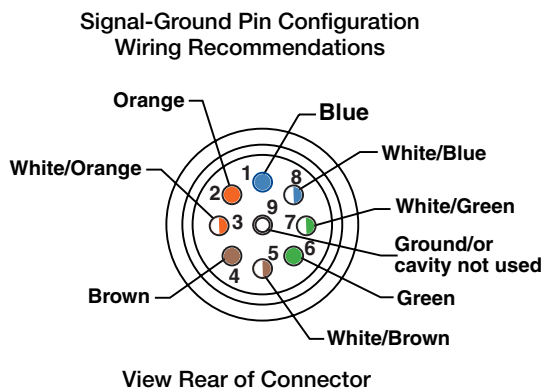 Signal-Ground Pin Configuration
Wiring Recommendations
Orange
Blue
White/Orange
White/Blue
1
8
2
9
3
7
White/Green
Ground/or
cavity not used
4
5
6
Brown
Green
White/Brown
View Rear of Connector